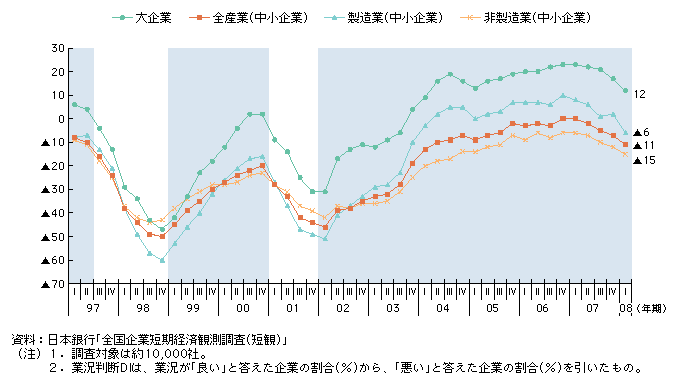 大企業 全産業(中小企業) 製造業(中小企業) 非製造業(中小企業)
30
20
10
0
▲10
▲20
▲30
▲40
▲50
▲60
▲70
12
▲6
▲11
▲15
Ⅰ Ⅱ Ⅲ Ⅳ Ⅰ Ⅱ Ⅲ Ⅳ Ⅰ Ⅱ Ⅲ Ⅳ Ⅰ Ⅱ Ⅲ Ⅳ Ⅰ Ⅱ Ⅲ Ⅳ Ⅰ Ⅱ Ⅲ Ⅳ Ⅰ Ⅱ Ⅲ Ⅳ Ⅰ Ⅱ Ⅲ Ⅳ Ⅰ Ⅱ Ⅲ Ⅳ Ⅰ Ⅱ Ⅲ Ⅳ Ⅰ Ⅱ Ⅲ Ⅳ Ⅰ
97 98 99 00 01 02 03 04 05 06 07 08 (年期)
資料：日本銀行「全国企業短期経済観測調査(短観)」
（注）１．調査対象は約10,000社。
２．業況判断DIは、業況が「良い」と答えた企業の割合(％)から、「悪い」と答えた企業の割合(％)を引いたもの。